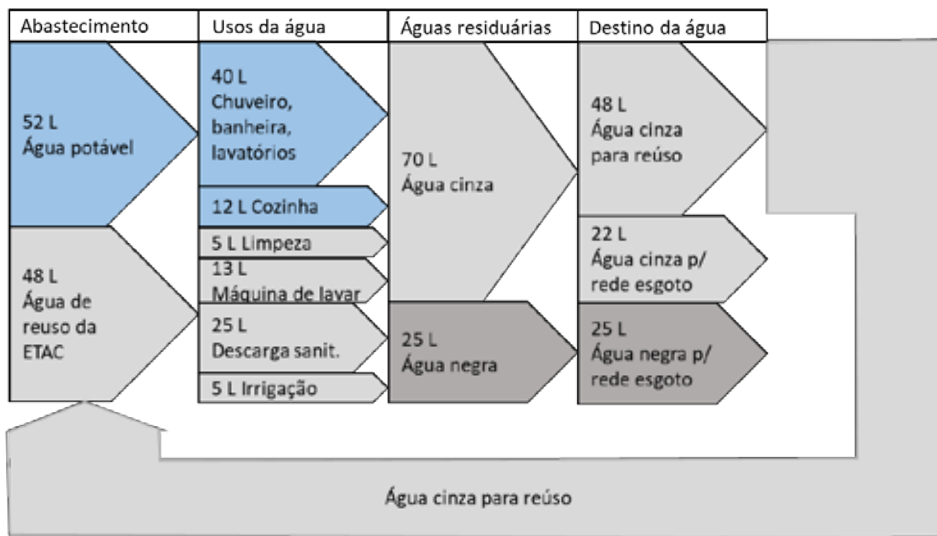 Abastecimento
Usos da água
Águas residuárias
Destino da água
52 L
Água potável
48 L
Água de
reuso da
ETAC
40 L
Chuveiro,
banheira,
lavatórios
12 L Cozinha
5 L Limpeza
13 L
Máquina de lavar
25 L
Descarga sanit.
5 L Irrigação
70 L
Água cinza
25 L
Água negra
48 L
Água cinza
para reúso
22 L
Água cinza p/
rede esgoto
25 L
Água negra p/
rede esgoto
Água cinza para reúso